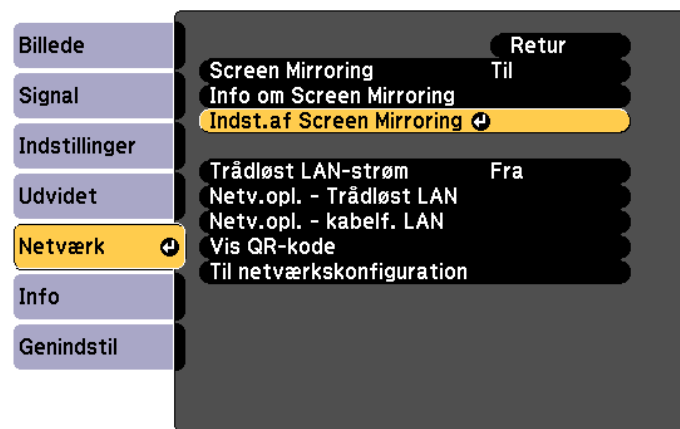 Billede
Signal
Indstillinger
Udvidet
Netværk
Info
Genindstil
Retur
Screen Mirroring Til
Info om Screen Mirroring
Indst.af Screen Mirroring
Trådløst LAN-strøm Fra
Netv.opl. - Trådløst LAN
Netv.opl. - kabelf. LAN
Vis QR-kode
Til netværkskonfiguration